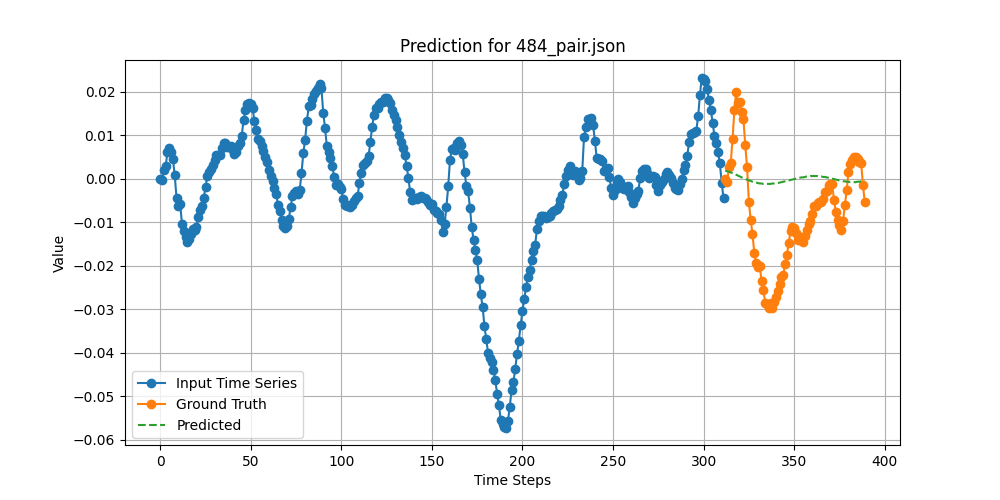 Prediction for 484_pair.json
Value
0.02
0.01
0.00
−0.01
−0.02
−0.03
−0.04
−0.05
−0.06
Input Time Series
Ground Truth
Predicted
0 50 100 150 200 250 300 350 400
Time Steps